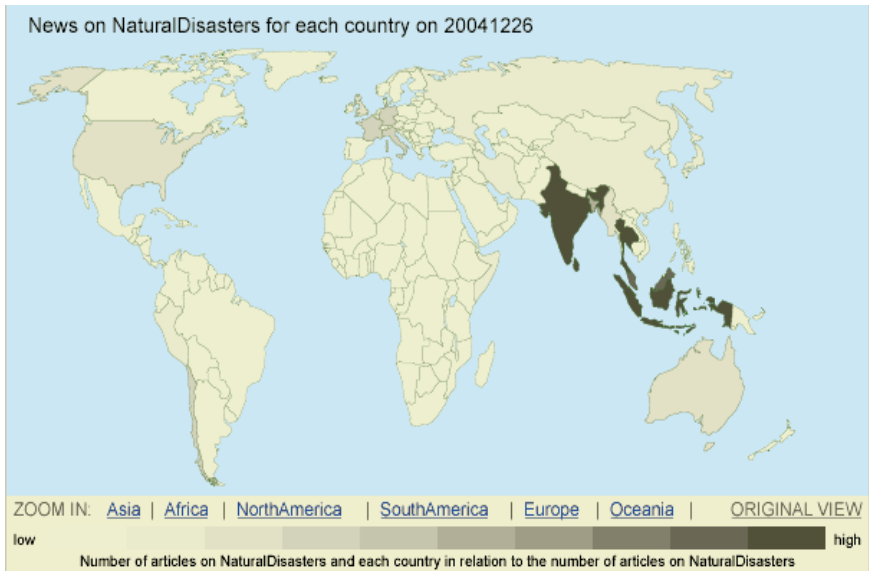 News on NaturalDisasters for each country on 20041226
ZOOM IN: Asia | Africa | NorthAmerica | SouthAmerica | Europe | Oceania | ORIGINAL VIEW
low high
Number of articles on NaturalDisasters and each country in relation to the number of articles on NaturalDisasters